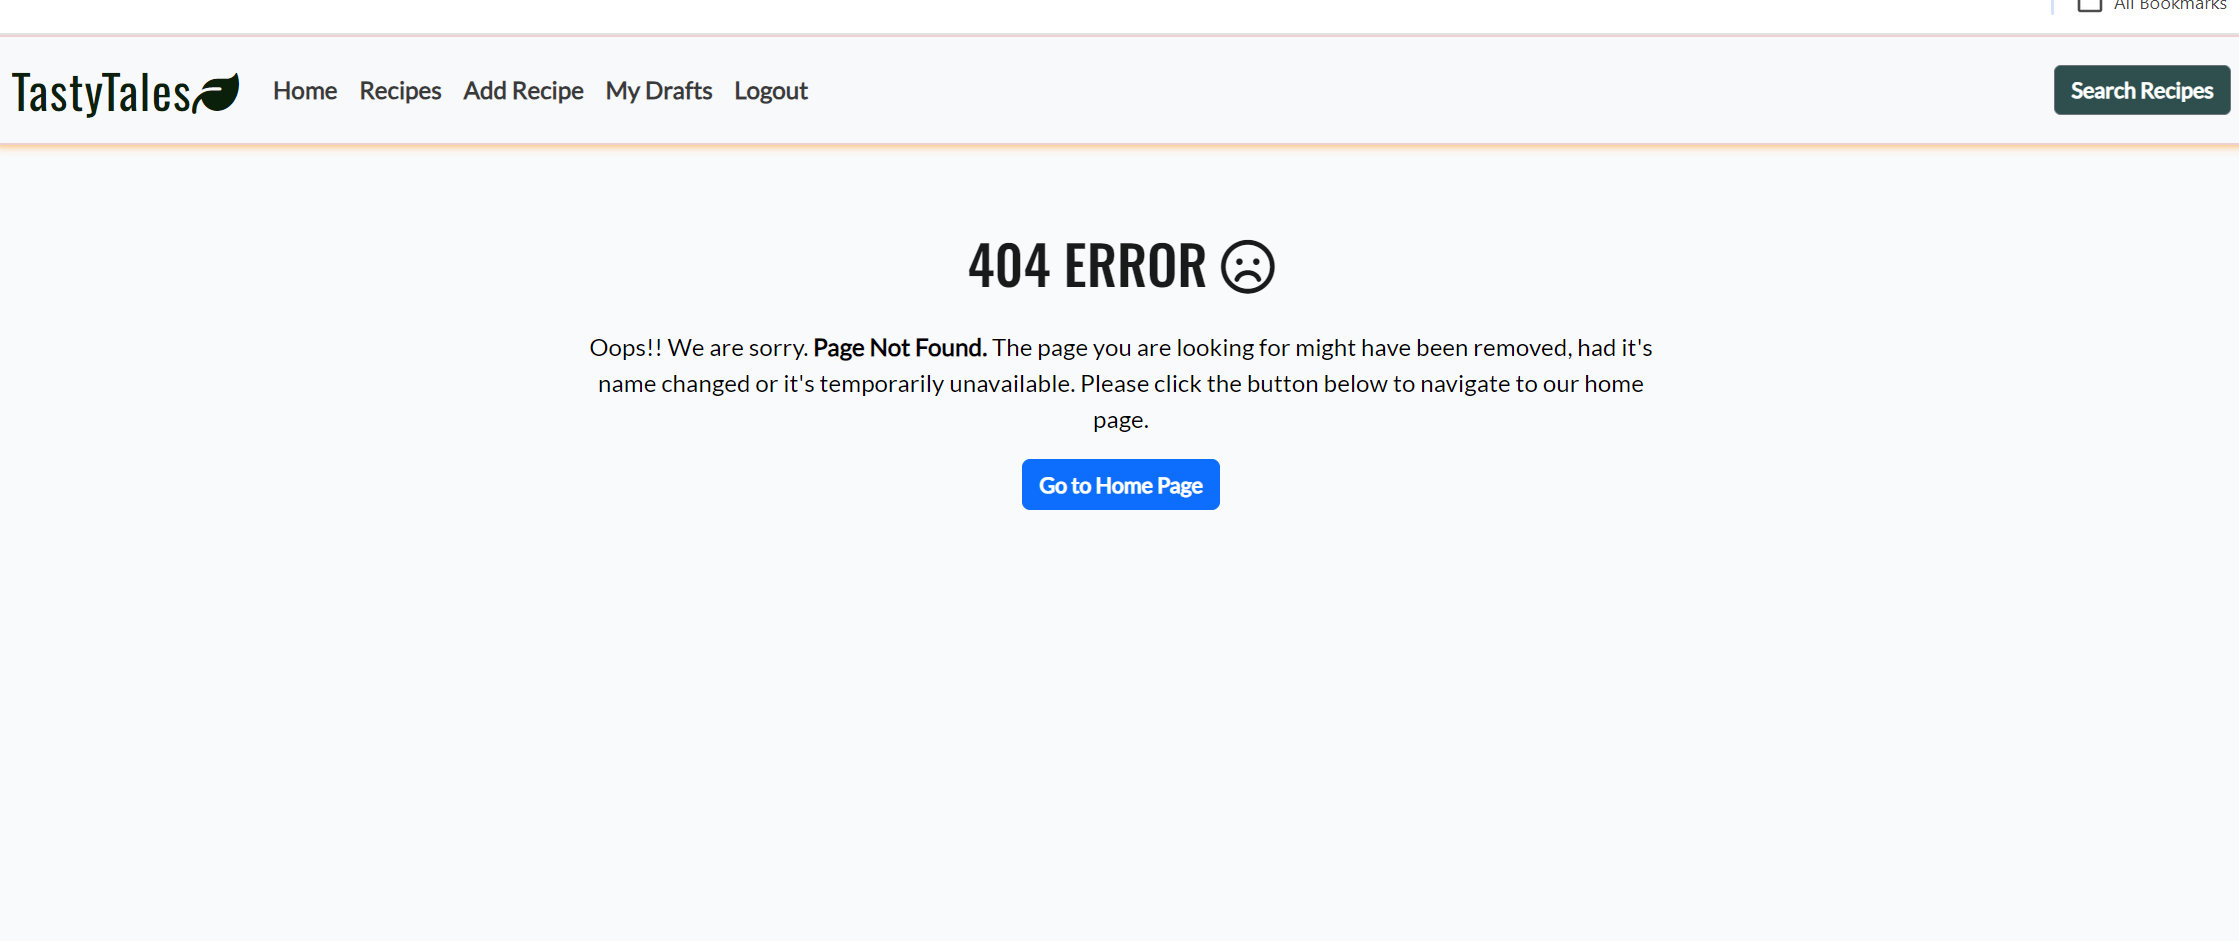 All Bookmarks
TastyTales Home Recipes Add Recipe My Drafts Logout Search Recipes
404 ERROR
Oops!! We are sorry. Page Not Found. The page you are looking for might have been removed, had it's
name changed or it's temporarily unavailable. Please click the button below to navigate to our home
page.
Go to Home Page